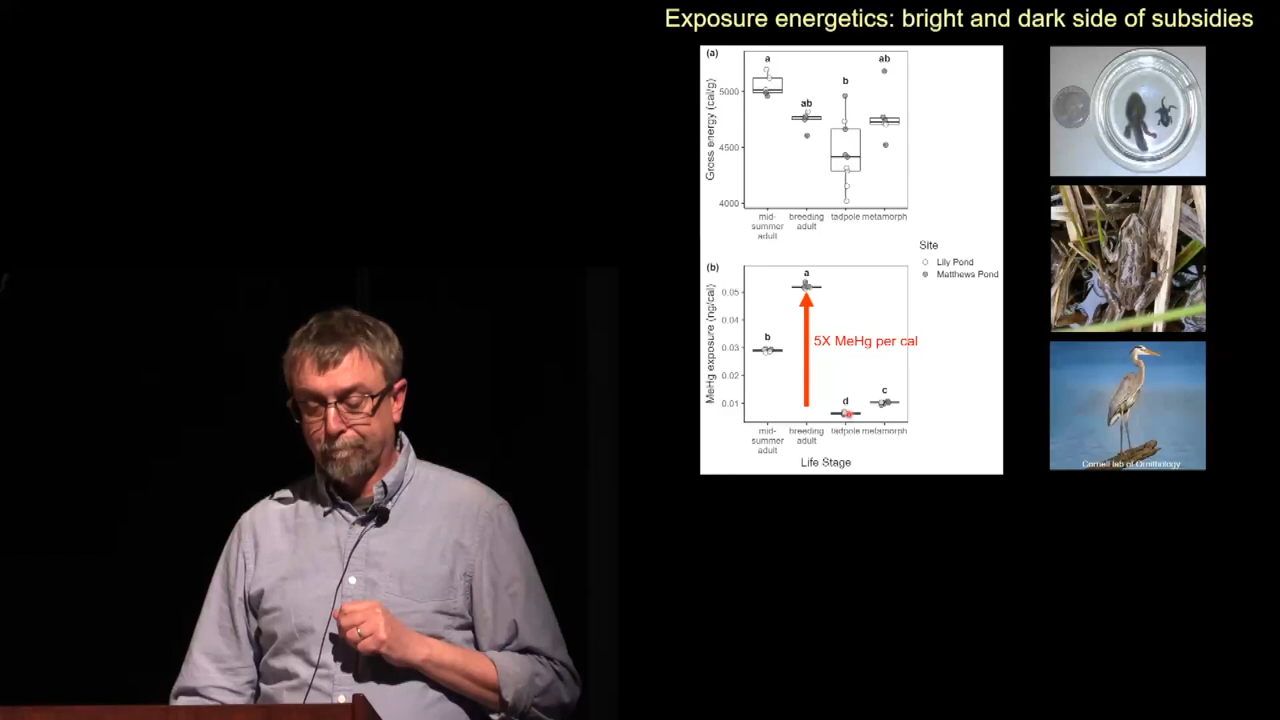 Exposure energetics: bright and dark side of subsidies
(a)
Gross energy (cal/g)
5000
4500
4000
a
ab
b
ab
mid-
summer
adult
breeding
adult
tadpole
metamorph
Site
Lily Pond
Matthews Pond
(b)
MeHg exposure (ng/cal)
0.05
0.04
0.03
0.02
0.01
b
a
d
c
5X MeHg per cal
mid-
summer
adult
breeding
adult
tadpole
metamorph
Life Stage
Cornell lab of Ornithology